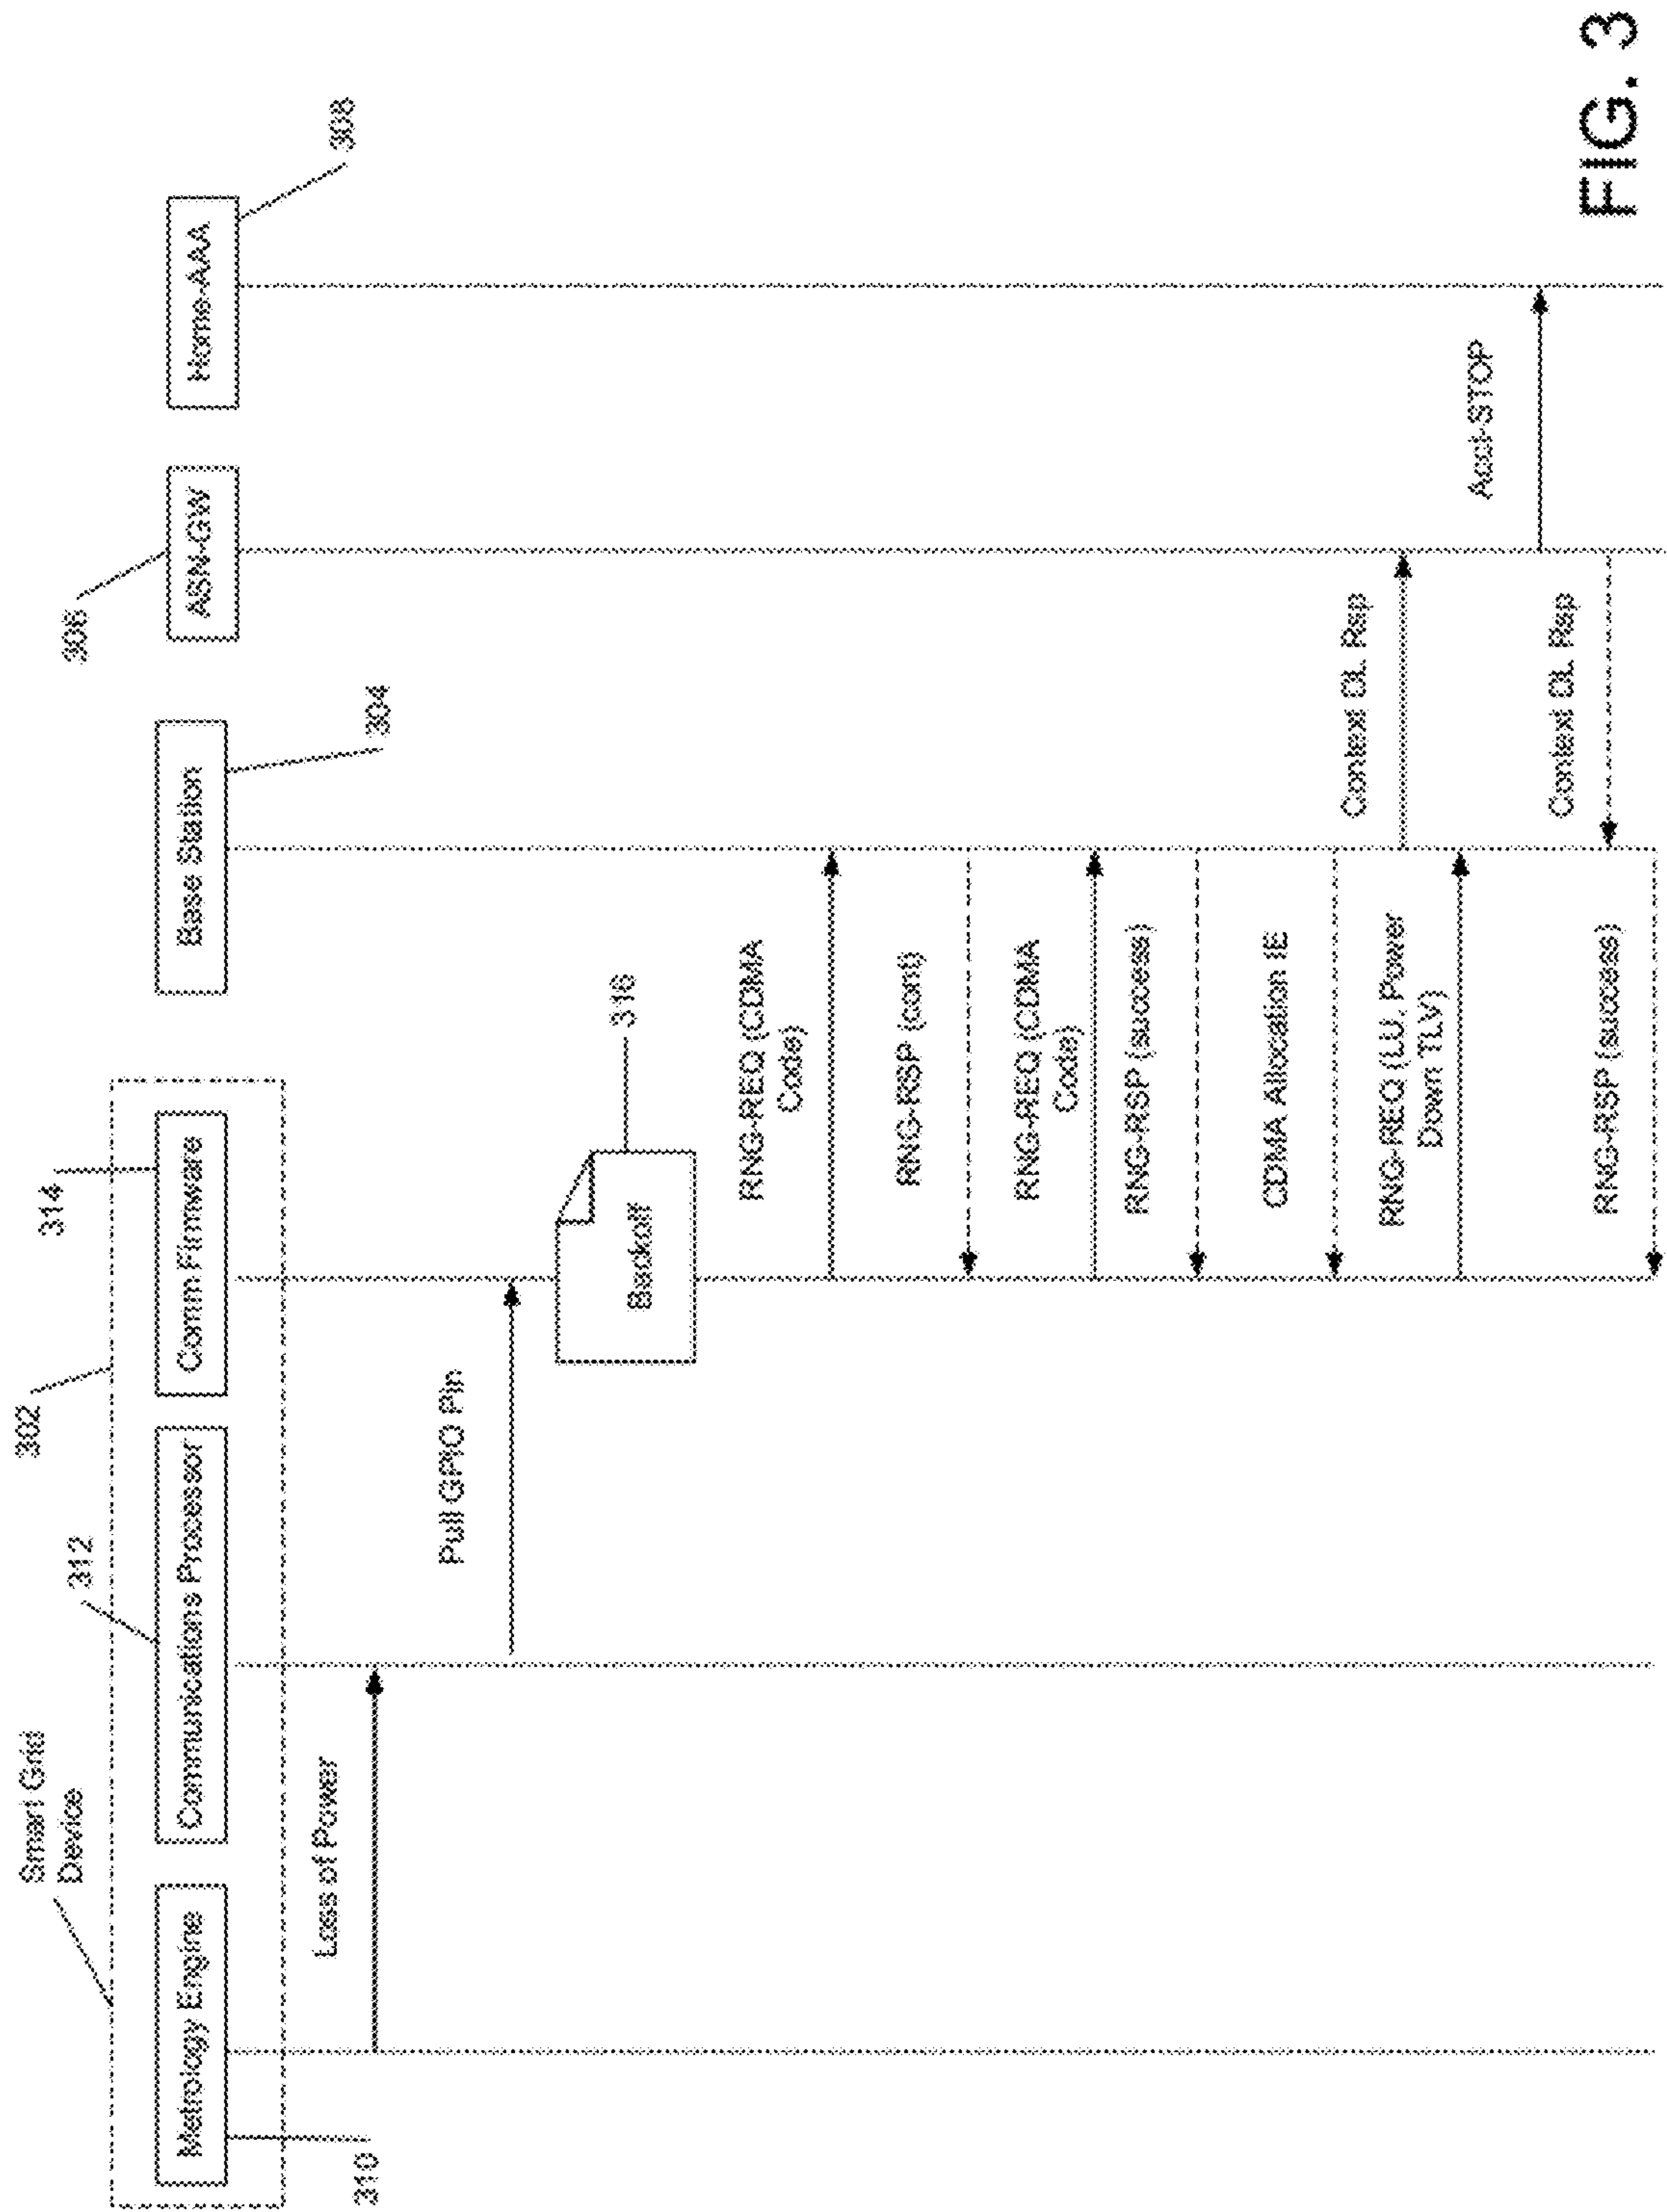 Smart Grid
Device
302
312
314
306
308
Metrology Engine
Communications Processor
Comm Firmware
Base Station
ASN-GW
Home-AAA
310
304
Loss of Power
Pull GPIO Pin
Backoff
316
RNG-REQ (CDMA
Code)
RNG-RSP (cont)
RNG-REQ (CDMA
Code)
RNG-RSP (success)
CDMA Allocation IE
Context DL Rsp
RNG-REQ (LU, Power
Down TLV)
Acct-STOP
Context DL Rsp
RNG-RSP (success)
FIG. 3